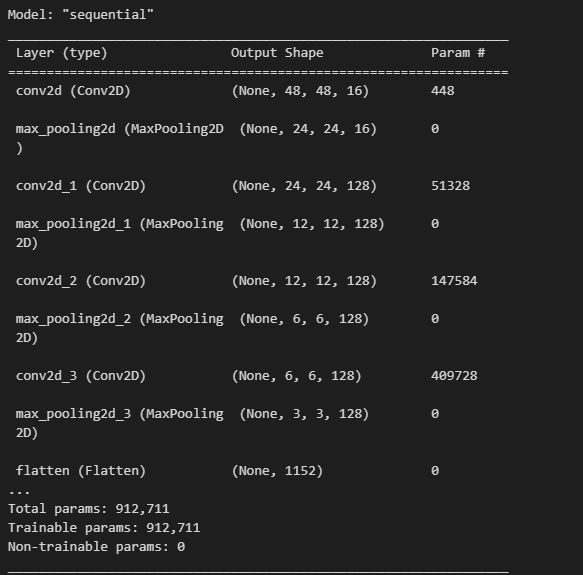 Model: "sequential"
_________________________________________________________________
 Layer (type)                Output Shape              Param #
=================================================================
 conv2d (Conv2D)             (None, 48, 48, 16)        448
 max_pooling2d (MaxPooling2D  (None, 24, 24, 16)       0
 )
 conv2d_1 (Conv2D)           (None, 24, 24, 128)       51328
 max_pooling2d_1 (MaxPooling  (None, 12, 12, 128)      0
 2D)
 conv2d_2 (Conv2D)           (None, 12, 12, 128)       147584
 max_pooling2d_2 (MaxPooling  (None, 6, 6, 128)        0
 2D)
 conv2d_3 (Conv2D)           (None, 6, 6, 128)         409728
 max_pooling2d_3 (MaxPooling  (None, 3, 3, 128)        0
 2D)
 flatten (Flatten)           (None, 1152)              0
...
Total params: 912,711
Trainable params: 912,711
Non-trainable params: 0
_________________________________________________________________